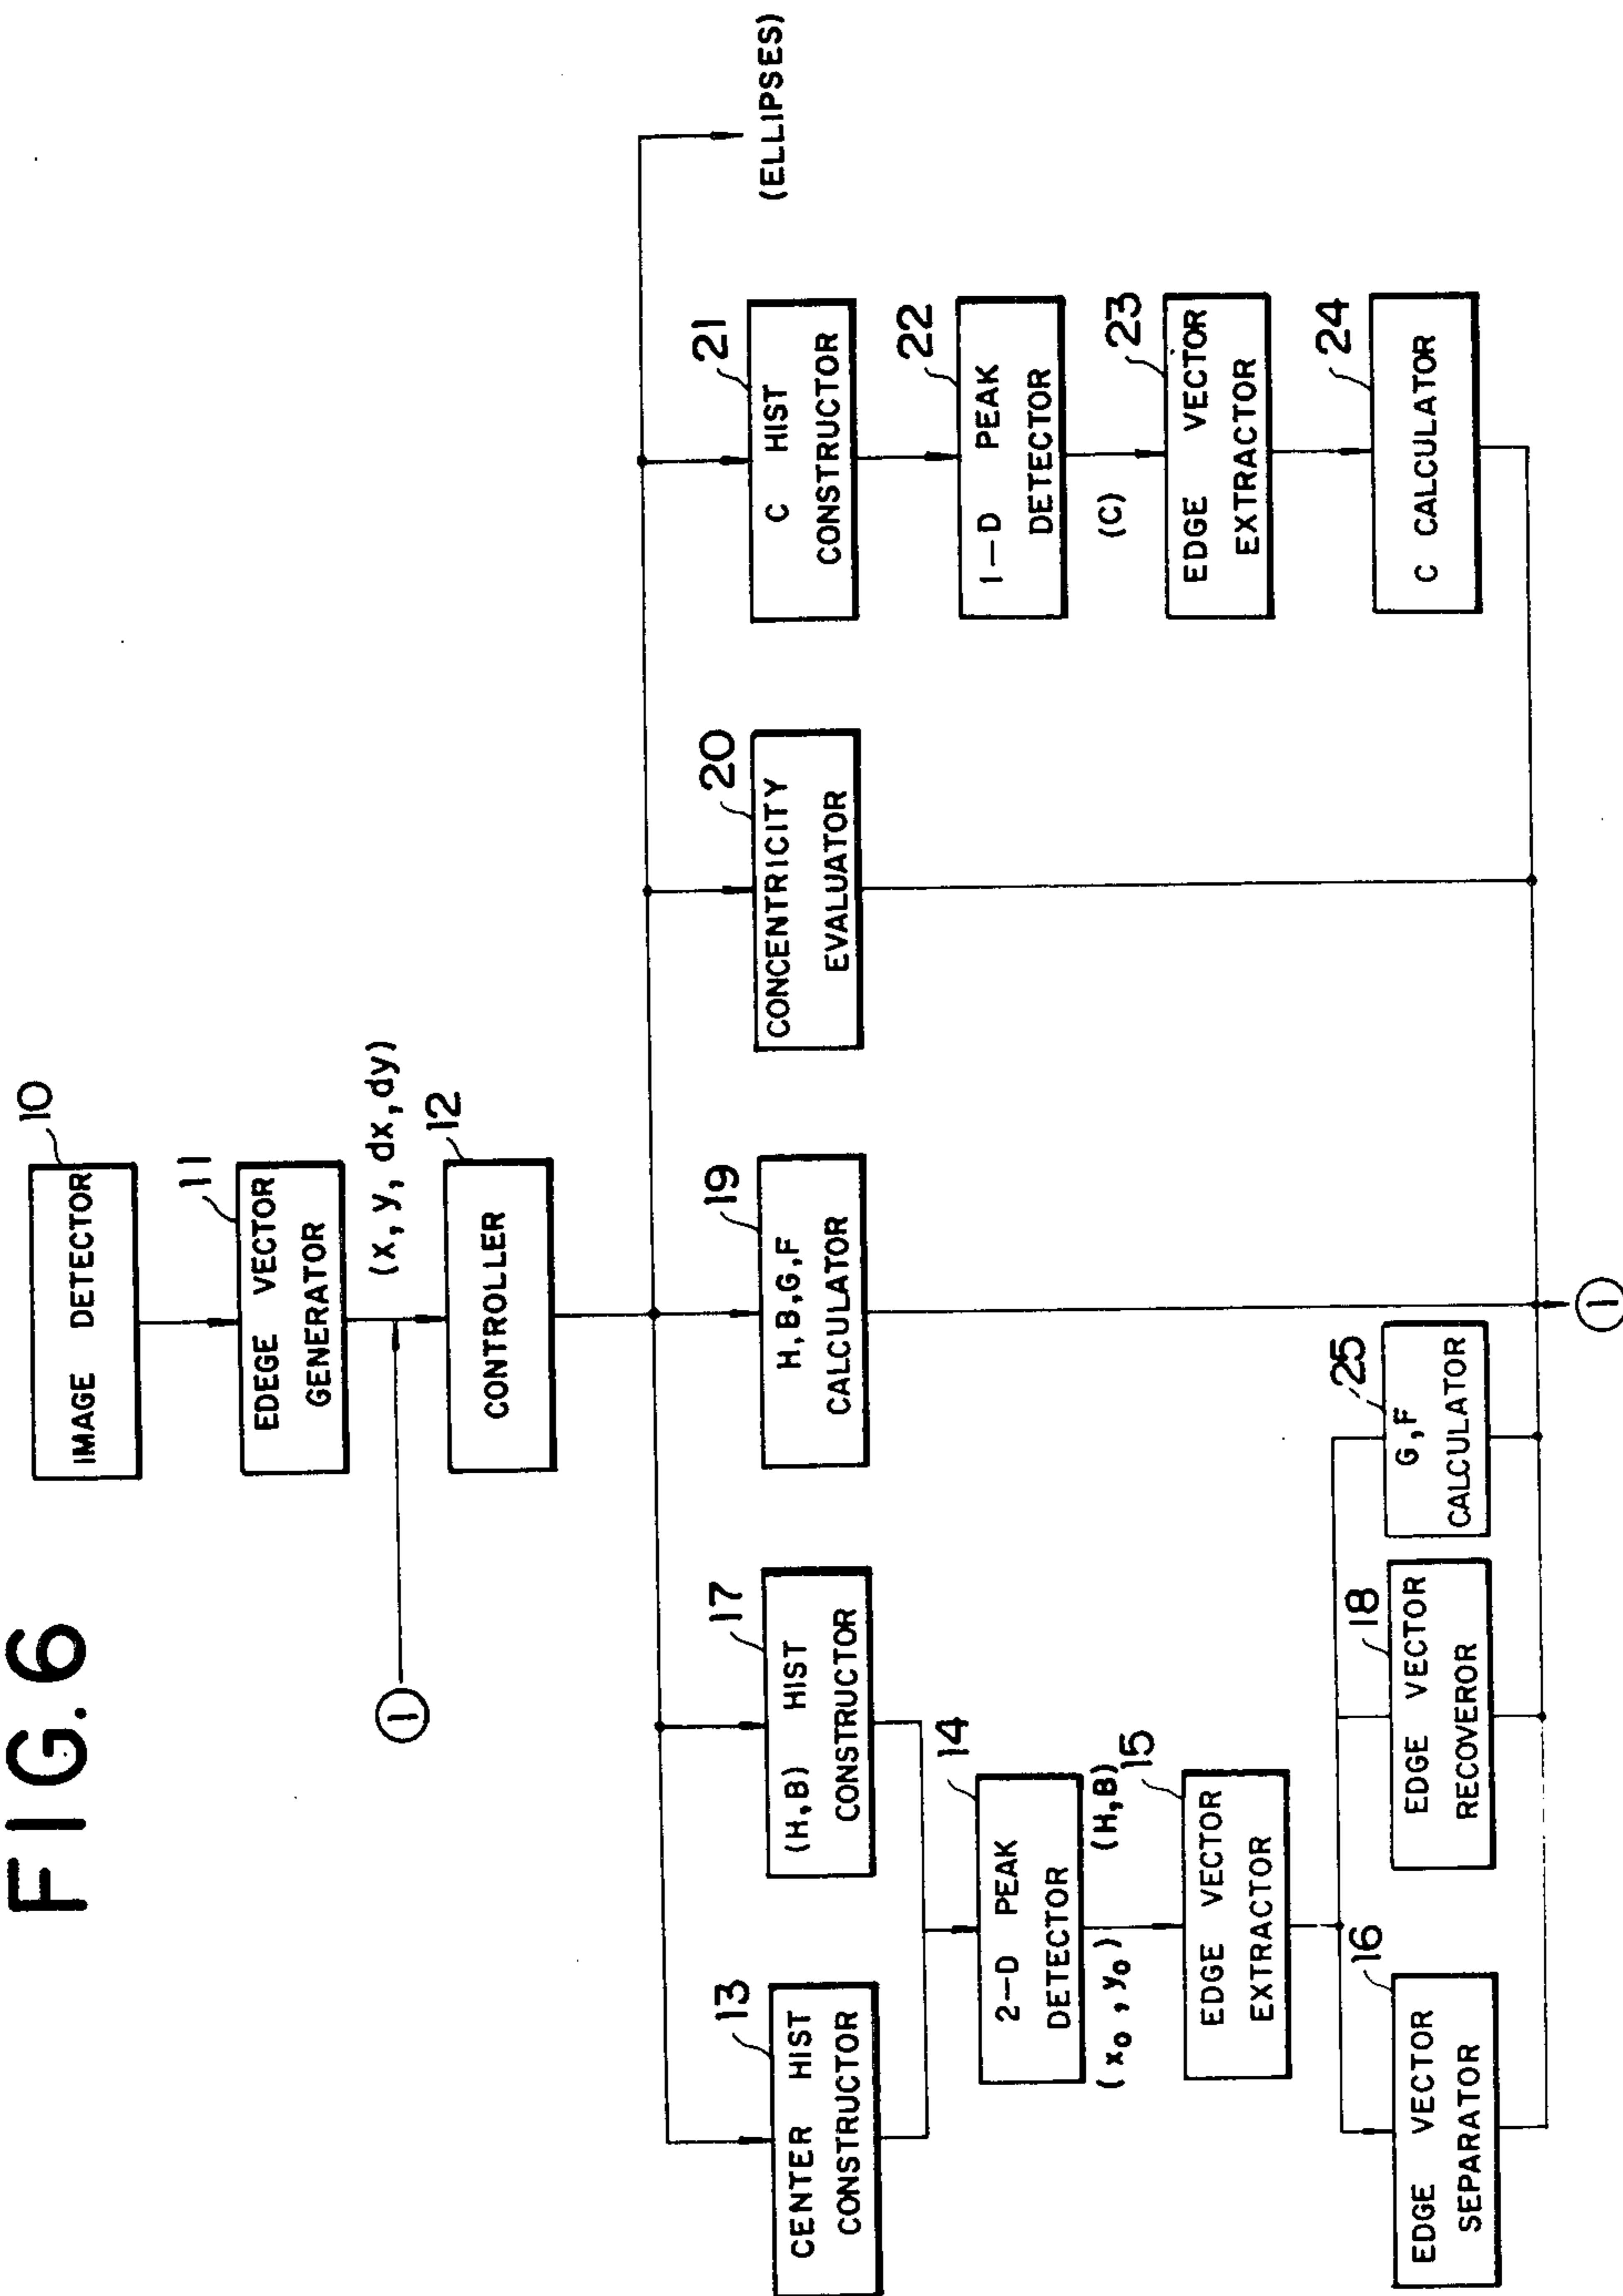 FIG. 6
IMAGE DETECTOR
10
EDEGE VECTOR
GENERATOR
11
(x, y, dx, dy)
1
CONTROLLER
12
CENTER HIST
CONSTRUCTOR
13
(H,B) HIST
CONSTRUCTOR
17
H,B,G,F
CALCULATOR
19
CONCENTRICITY
EVALUATOR
20
C HIST
CONSTRUCTOR
21
(ELLIPSES)
2-D PEAK
DETECTOR
14
1-D PEAK
DETECTOR
22
(x0, y0)
(H,B)
(C)
EDGE VECTOR
EXTRACTOR
15
EDGE VECTOR
EXTRACTOR
23
EDGE VECTOR
SEPARATOR
16
EDGE VECTOR
RECOVEROR
18
G,F
CALCULATOR
25
C CALCULATOR
24
1